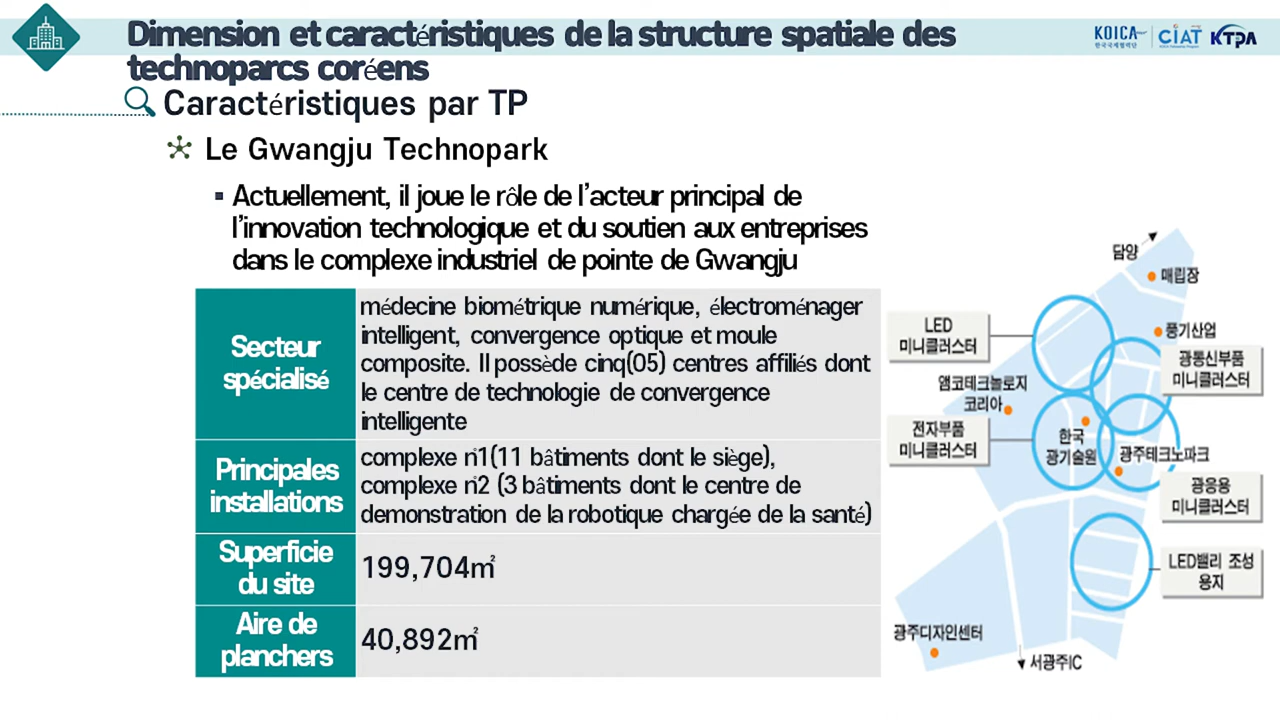 Dimension et caractéristiques de la structure spatiale des
technoparcs coréens
KOICA
한국국제협력단
CIAT
KTPA
Caractéristiques par TP
Le Gwangju Technopark
Actuellement, il joue le rôle de l'acteur principal de
l'innovation technologique et du soutien aux entreprises
dans le complexe industriel de pointe de Gwangju
Secteur
spécialisé
médecine biométrique numérique, électroménager
intelligent, convergence optique et moule
composite. Il possède cinq(05) centres affiliés dont
le centre de technologie de convergence
intelligente
Principales
installations
complexe n°1(11 bâtiments dont le siège),
complexe n°2 (3 bâtiments dont le centre de
demonstration de la robotique chargée de la santé)
Superficie
du site
199,704㎡
Aire de
planchers
40,892㎡
담양
매립장
LED
미니클러스터
풍기산업
광통신부품
미니클러스터
앰코테크놀로지
코리아
전자부품
미니클러스터
한국
광기술원
광주테크노파크
광응용
미니클러스터
LED밸리 조성
용지
광주디자인센터
서광주IC